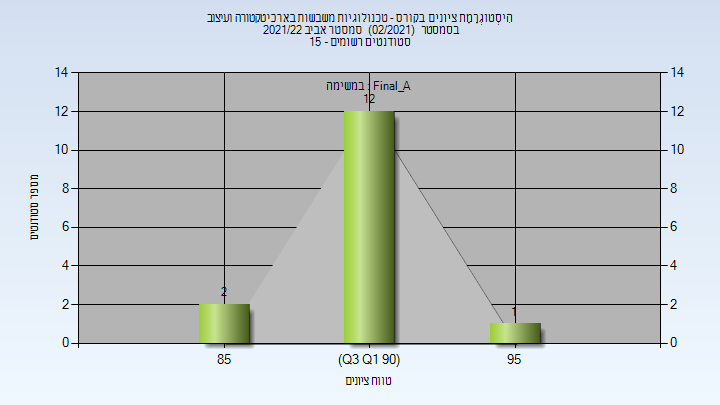 היסטוגרמת ציונים בקורס - טכנולוגיות משבשות בארכיטקטורה ועיצוב
בסמסטר (02/2021) סמסטר אביב 2021/22
סטודנטים רשומים - 15
במשימה : Final_A
14 14
12 12
10 10
8 8
6 6
4 4
2 2
0 0
2
12
1
מספר סטודנטים
85 (Q3 Q1 90) 95
טווח ציונים